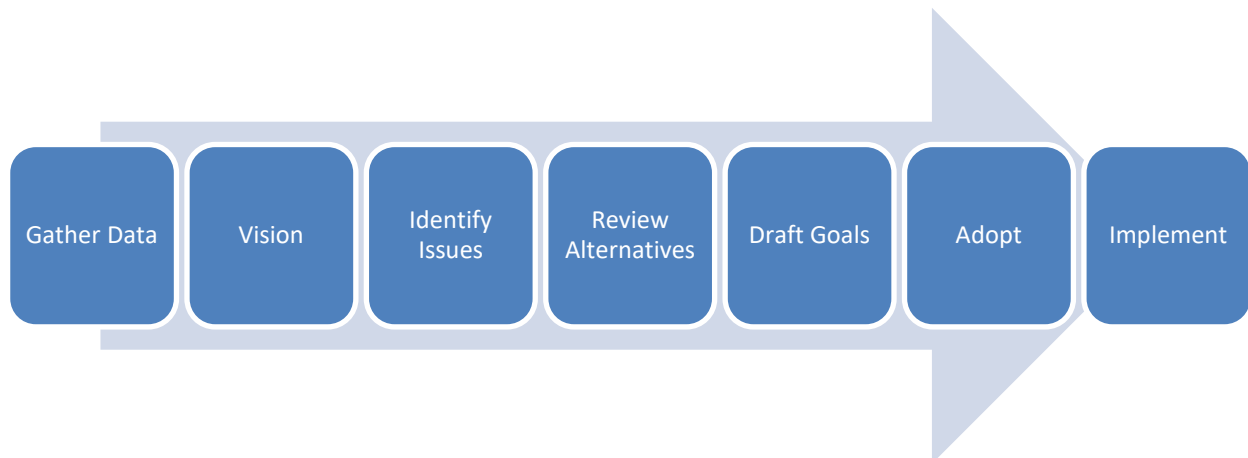 Gather Data
Vision
Identify
Issues
Review
Alternatives
Draft Goals
Adopt
Implement